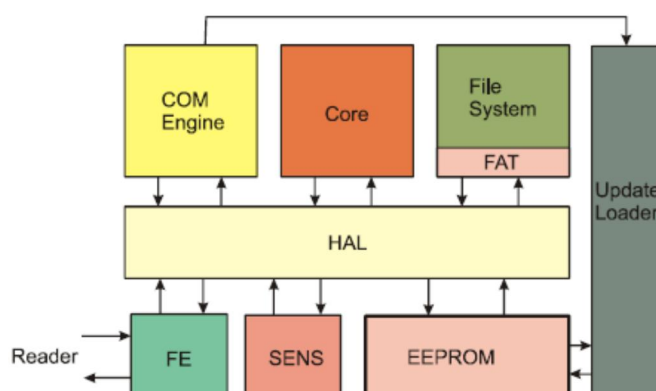 COM
Engine
Core
File
System
FAT
Update
Loader
HAL
Reader
FE
SENS
EEPROM